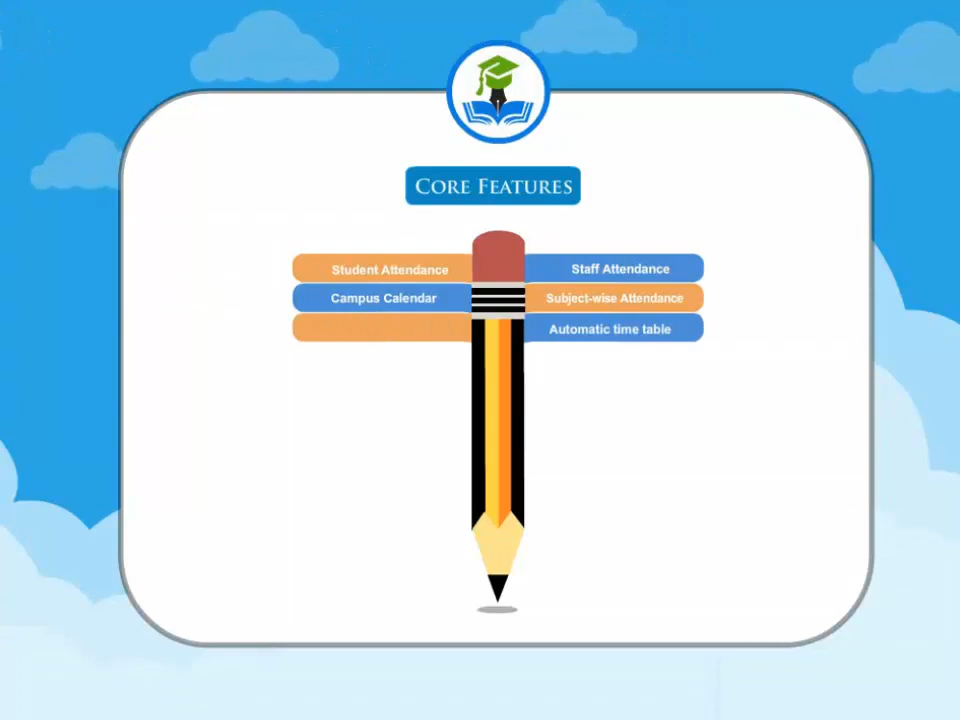 Core Features
Student Attendance
Staff Attendance
Campus Calendar
Subject-wise Attendance
Automatic time table